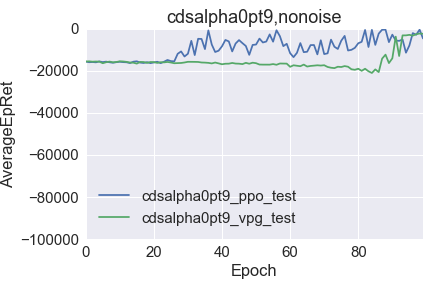 cdsalpha0pt9,nonoise
0
−20000
−40000
−60000
−80000
−100000
AverageEpRet
cdsalpha0pt9_ppo_test
cdsalpha0pt9_vpg_test
0 20 40 60 80
Epoch